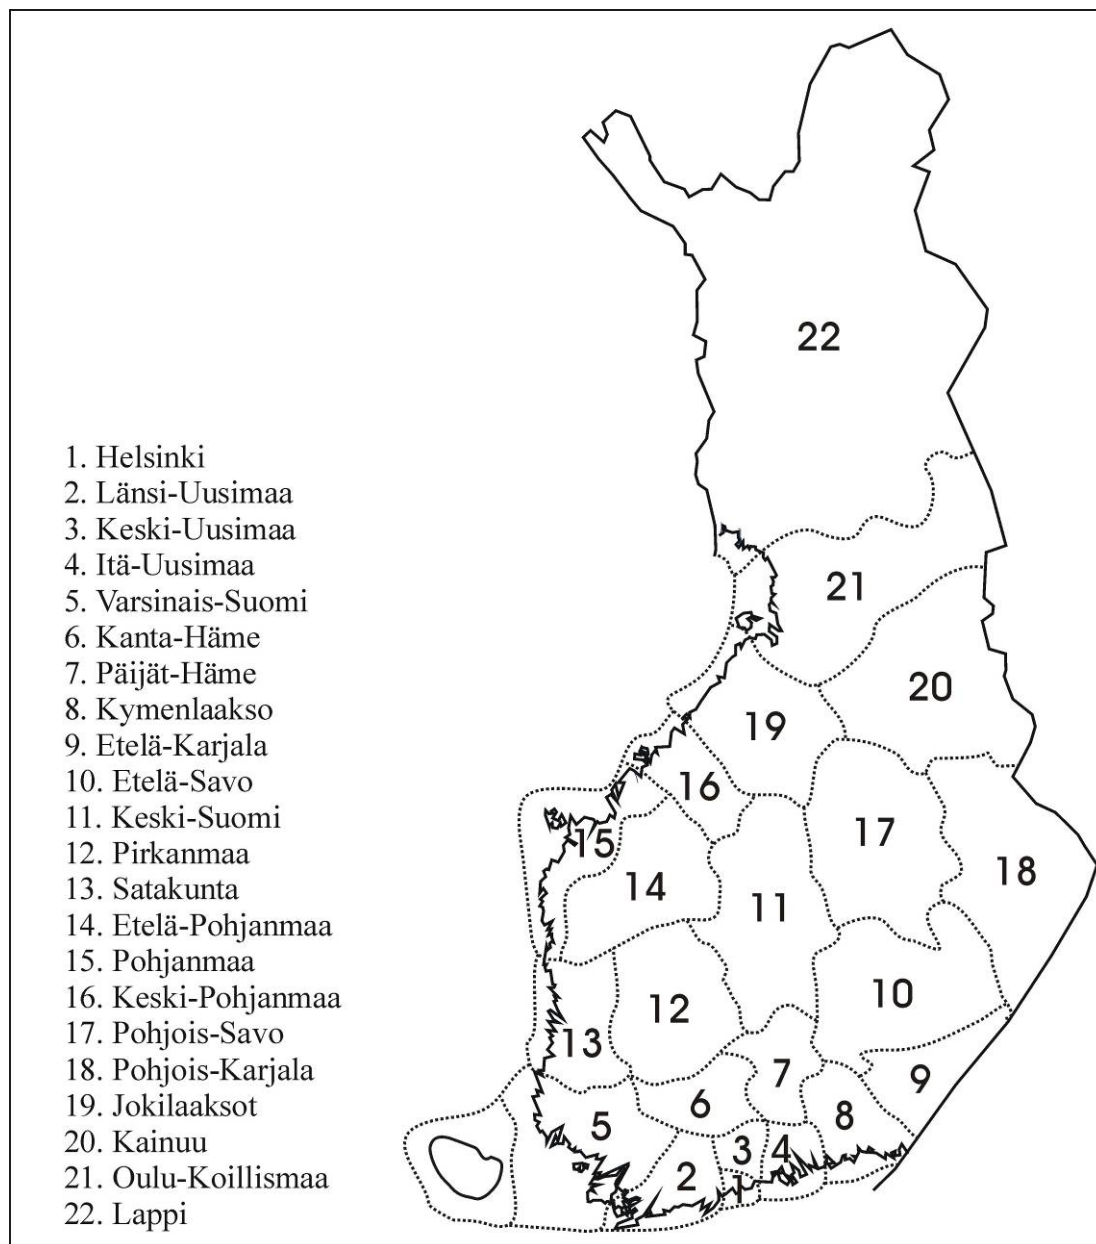 1. Helsinki
2. Länsi-Uusimaa
3. Keski-Uusimaa
4. Itä-Uusimaa
5. Varsinais-Suomi
6. Kanta-Häme
7. Päijät-Häme
8. Kymenlaakso
9. Etelä-Karjala
10. Etelä-Savo
11. Keski-Suomi
12. Pirkanmaa
13. Satakunta
14. Etelä-Pohjanmaa
15. Pohjanmaa
16. Keski-Pohjanmaa
17. Pohjois-Savo
18. Pohjois-Karjala
19. Jokilaaksot
20. Kainuu
21. Oulu-Koillismaa
22. Lappi
22
21
20
19
16
15
17
18
14
11
10
12
13
7
9
6
8
5
3
4
2
1